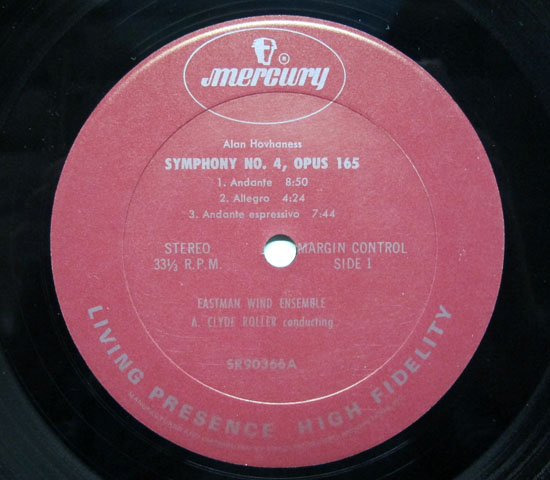 ®
mercury
Alan Hovhaness
SYMPHONY NO. 4, OPUS 165
1. Andante 8:50
2. Allegro 4:24
3. Andante espressivo 7:44
STEREO
33⅓ R.P.M.
MARGIN CONTROL
SIDE 1
EASTMAN WIND ENSEMBLE
A. CLYDE ROLLER conducting
SR90366A
LIVING PRESENCE HIGH FIDELITY